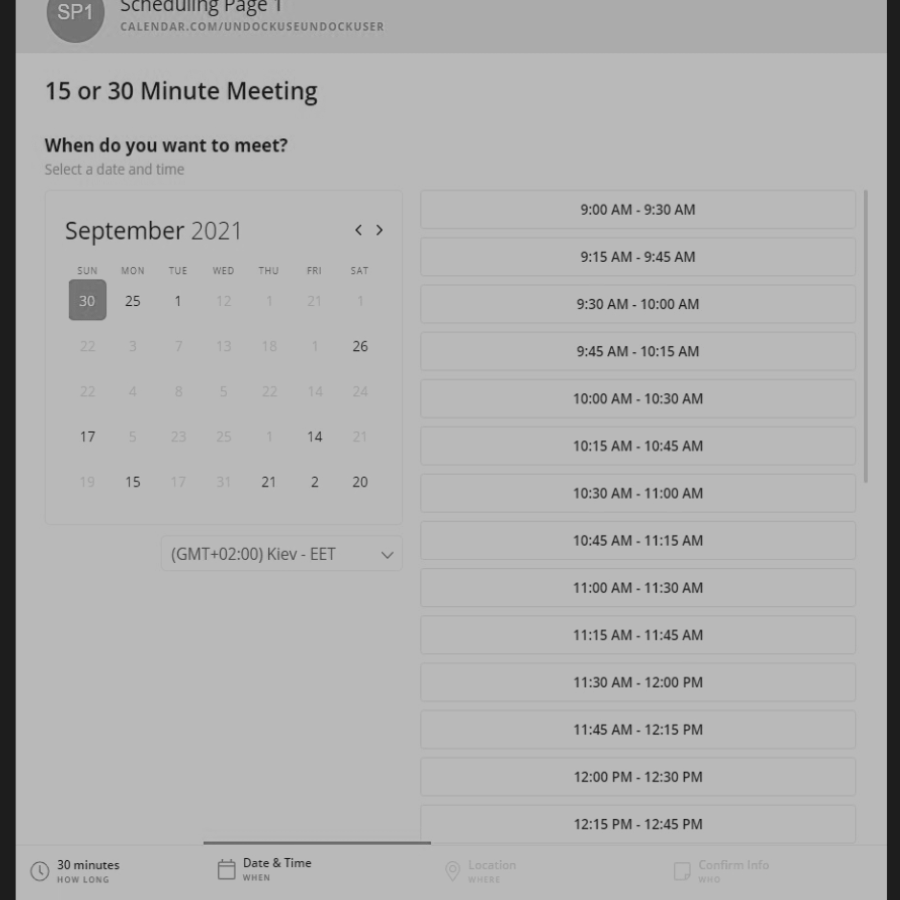 SP1
Scheduling Page 1
CALENDAR.COM/UNDOCKUSEUNDOCKUSER
15 or 30 Minute Meeting
When do you want to meet?
Select a date and time
September 2021
SUN MON TUE WED THU FRI SAT
30 25 1 12 1 21 1
22 3 7 13 18 1 26
22 4 8 5 22 14 24
17 5 23 25 1 14 21
19 15 17 31 21 2 20
(GMT+02:00) Kiev - EET
9:00 AM - 9:30 AM
9:15 AM - 9:45 AM
9:30 AM - 10:00 AM
9:45 AM - 10:15 AM
10:00 AM - 10:30 AM
10:15 AM - 10:45 AM
10:30 AM - 11:00 AM
10:45 AM - 11:15 AM
11:00 AM - 11:30 AM
11:15 AM - 11:45 AM
11:30 AM - 12:00 PM
11:45 AM - 12:15 PM
12:00 PM - 12:30 PM
12:15 PM - 12:45 PM
30 minutes
HOW LONG
Date & Time
WHEN
Location
WHERE
Confirm Info
WHO